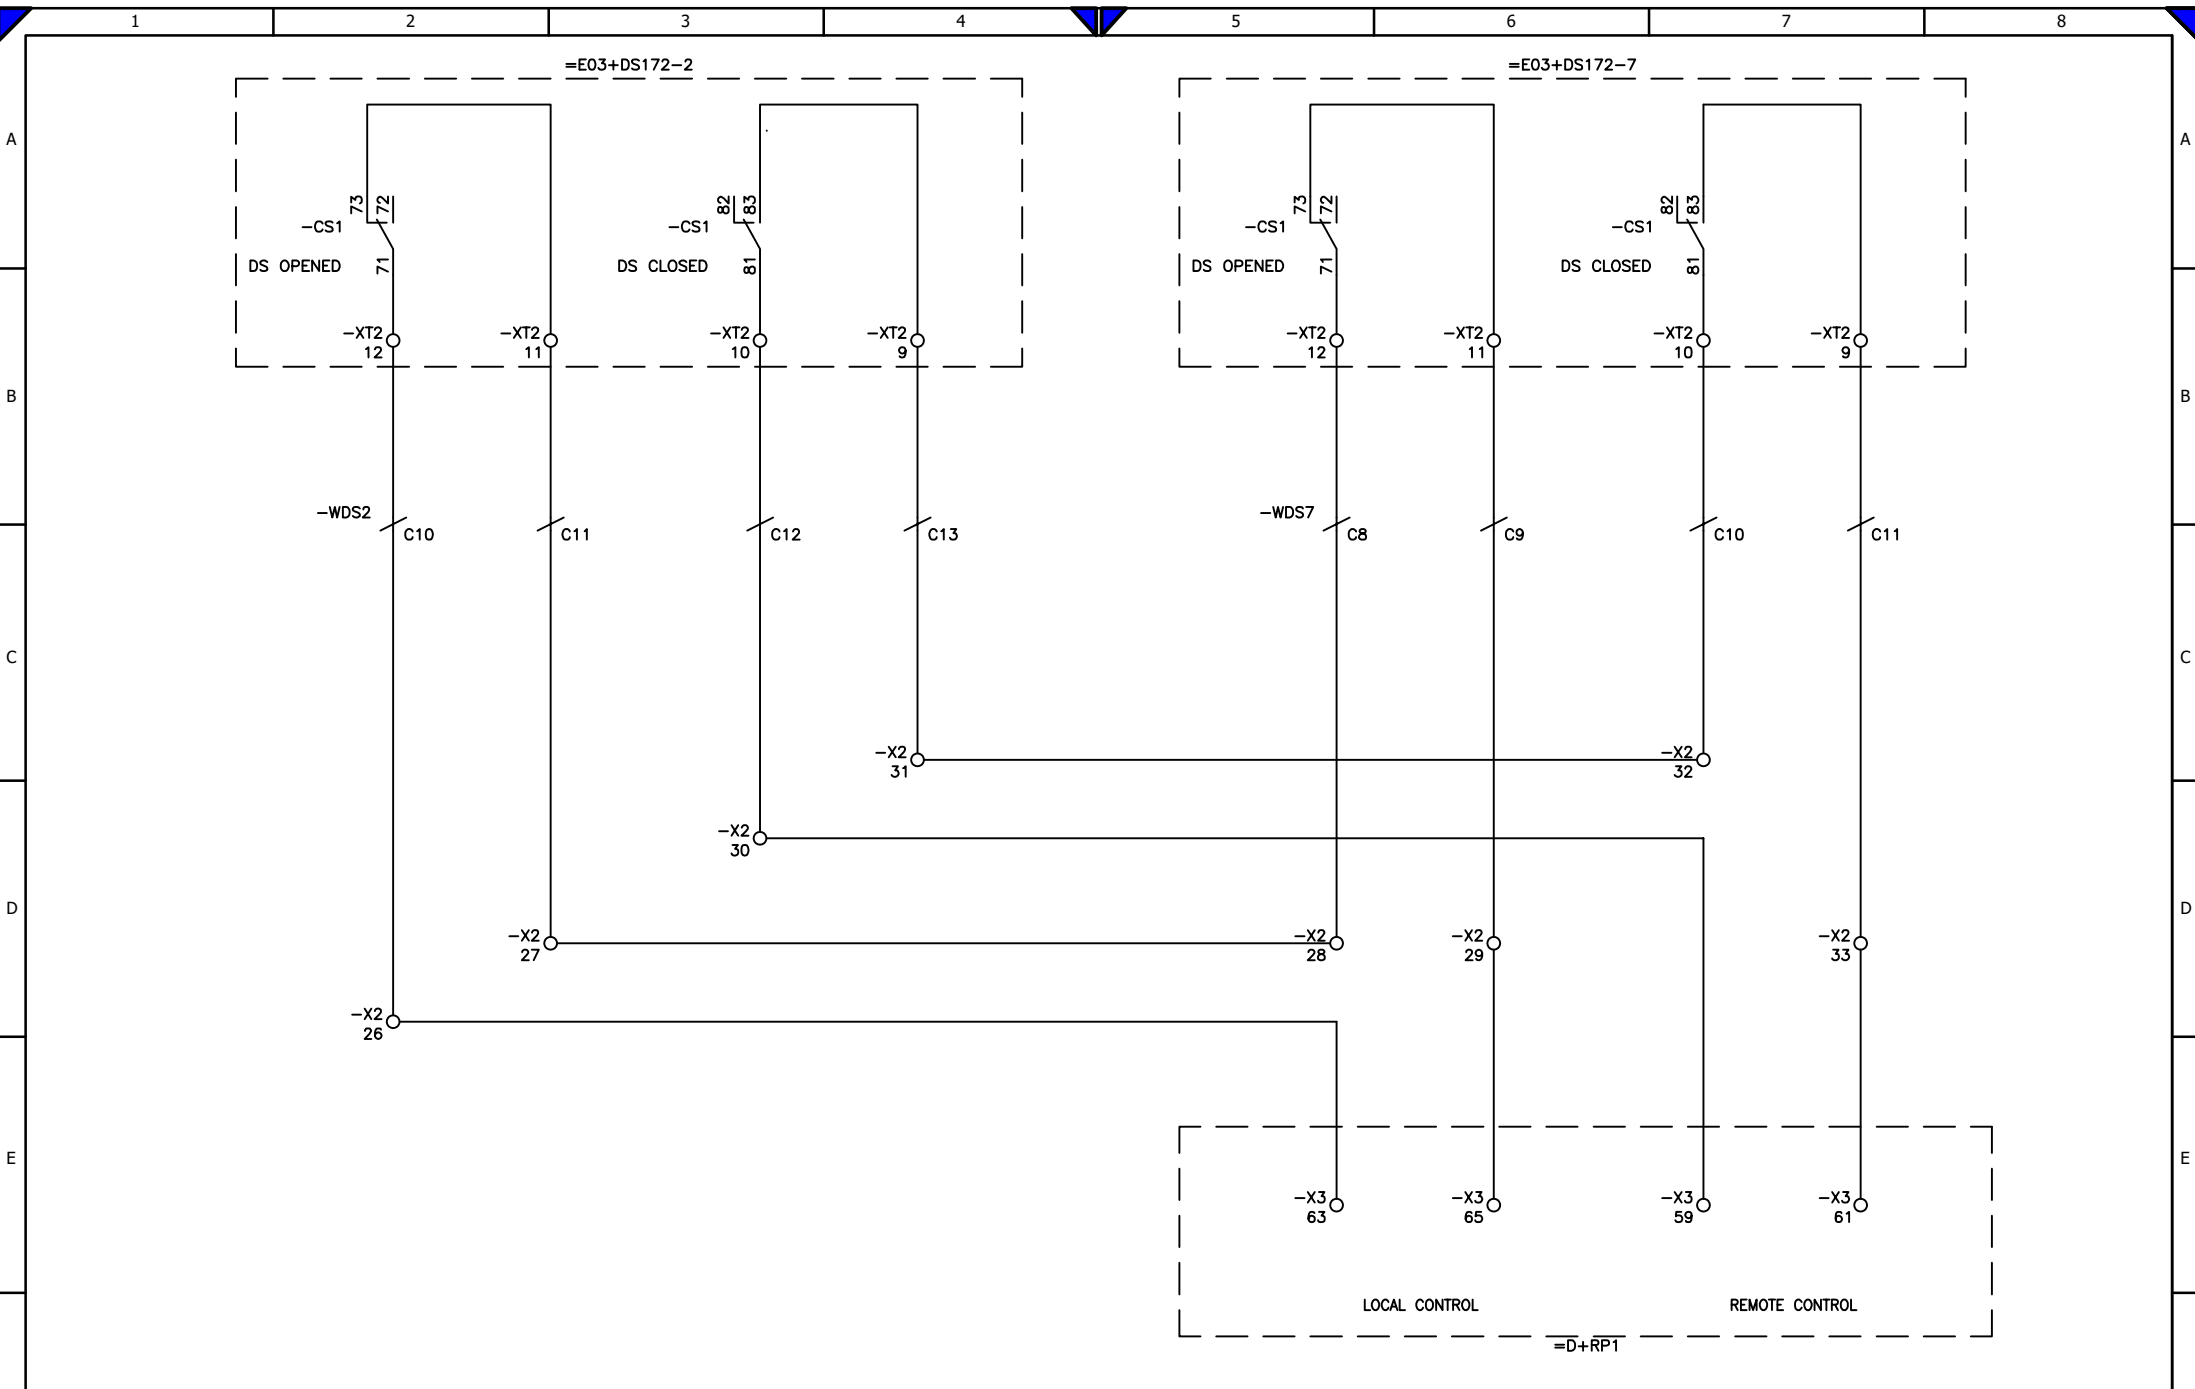 1 2 3 4 5 6 7 8
=E03+DS172-2 =E03+DS172-7
A A
73 72 82 83 73 72 82 83
-CS1 -CS1 -CS1 -CS1
DS OPENED 71 DS CLOSED 81 DS OPENED 71 DS CLOSED 81
-XT2 -XT2 -XT2 -XT2 -XT2 -XT2 -XT2 -XT2
12 11 10 9 12 11 10 9
B B
-WDS2 -WDS7
C10 C11 C12 C13 C8 C9 C10 C11
C C
-X2 -X2
31 32
-X2
30
D D
-X2 -X2 -X2 -X2
27 28 29 33
-X2
26
E E
-X3 -X3 -X3 -X3
63 65 59 61
LOCAL CONTROL REMOTE CONTROL
=D+RP1